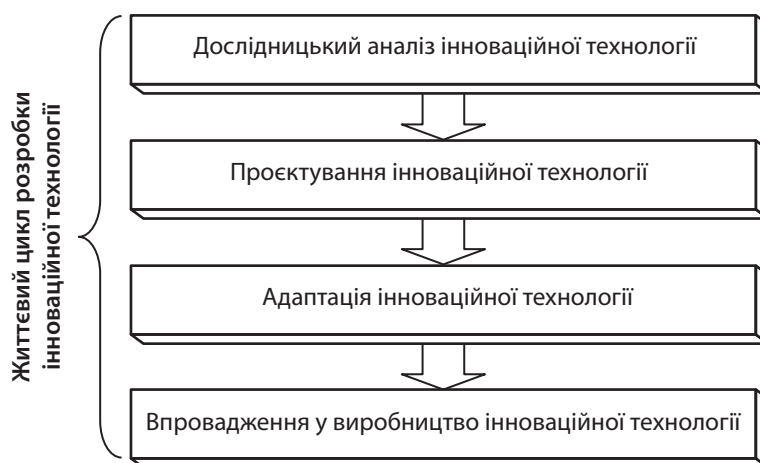 Життєвий цикл розробки
інноваційної технології
Дослідницький аналіз інноваційної технології
Проєктування інноваційної технології
Адаптація інноваційної технології
Впровадження у виробництво інноваційної технології